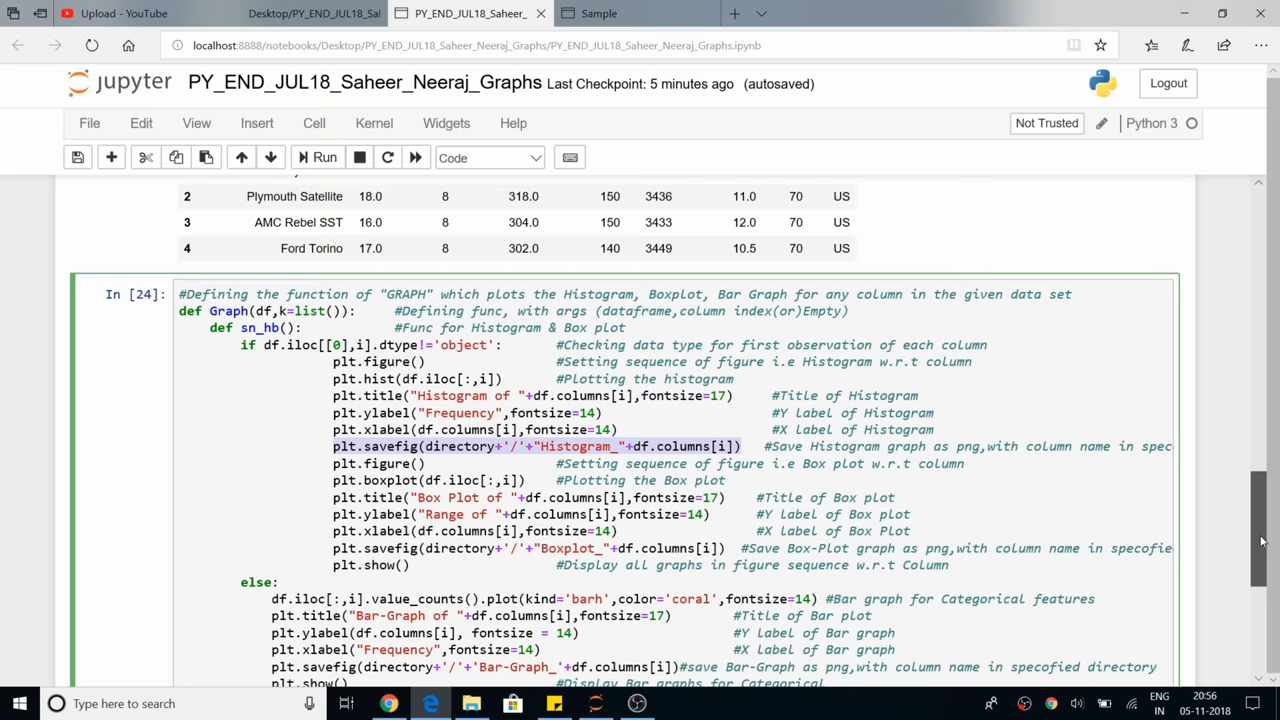 Upload - YouTube
Desktop/PY_END_JUL18_Sal
PY_END_JUL18_Saheer_
Sample
localhost:8888/notebooks/Desktop/PY_END_JUL18_Saheer_Neeraj_Graphs/PY_END_JUL18_Saheer_Neeraj_Graphs.ipynb
jupyter PY_END_JUL18_Saheer_Neeraj_Graphs Last Checkpoint: 5 minutes ago (autosaved)
Logout
File Edit View Insert Cell Kernel Widgets Help
Not Trusted Python 3
Run Code
2 Plymouth Satellite 18.0 8 318.0 150 3436 11.0 70 US
3 AMC Rebel SST 16.0 8 304.0 150 3433 12.0 70 US
4 Ford Torino 17.0 8 302.0 140 3449 10.5 70 US
In [24]: #Defining the function of "GRAPH" which plots the Histogram, Boxplot, Bar Graph for any column in the given data set
def Graph(df,k=list()): #Defining func, with args (dataframe,column index(or)Empty)
def sn_hb(): #Func for Histogram & Box plot
if df.iloc[[0],i].dtype!='object': #Checking data type for first observation of each column
plt.figure() #Setting sequence of figure i.e Histogram w.r.t column
plt.hist(df.iloc[:,i]) #Plotting the histogram
plt.title("Histogram of "+df.columns[i],fontsize=17) #Title of Histogram
plt.ylabel("Frequency",fontsize=14) #Y label of Histogram
plt.xlabel(df.columns[i],fontsize=14) #X label of Histogram
plt.savefig(directory+'/'+"Histogram_"+df.columns[i]) #Save Histogram graph as png,with column name in spec
plt.figure() #Setting sequence of figure i.e Box plot w.r.t column
plt.boxplot(df.iloc[:,i]) #Plotting the Box plot
plt.title("Box Plot of "+df.columns[i],fontsize=17) #Title of Box plot
plt.ylabel("Range of "+df.columns[i],fontsize=14) #Y label of Box plot
plt.xlabel(df.columns[i],fontsize=14) #X label of Box Plot
plt.savefig(directory+'/'+"Boxplot_"+df.columns[i]) #Save Box-Plot graph as png,with column name in specofie
plt.show() #Display all graphs in figure sequence w.r.t Column
else:
df.iloc[:,i].value_counts().plot(kind='barh',color='coral',fontsize=14) #Bar graph for Categorical features
plt.title("Bar-Graph of "+df.columns[i],fontsize=17) #Title of Bar plot
plt.ylabel(df.columns[i], fontsize = 14) #Y label of Bar graph
plt.xlabel("Frequency",fontsize=14) #X label of Bar graph
plt.savefig(directory+'/'+'Bar-Graph_'+df.columns[i])#save Bar-Graph as png,with column name in specofied directory
plt.show() #Display Bar graphs for Categorical
Type here to search
ENG
IN
20:56
05-11-2018